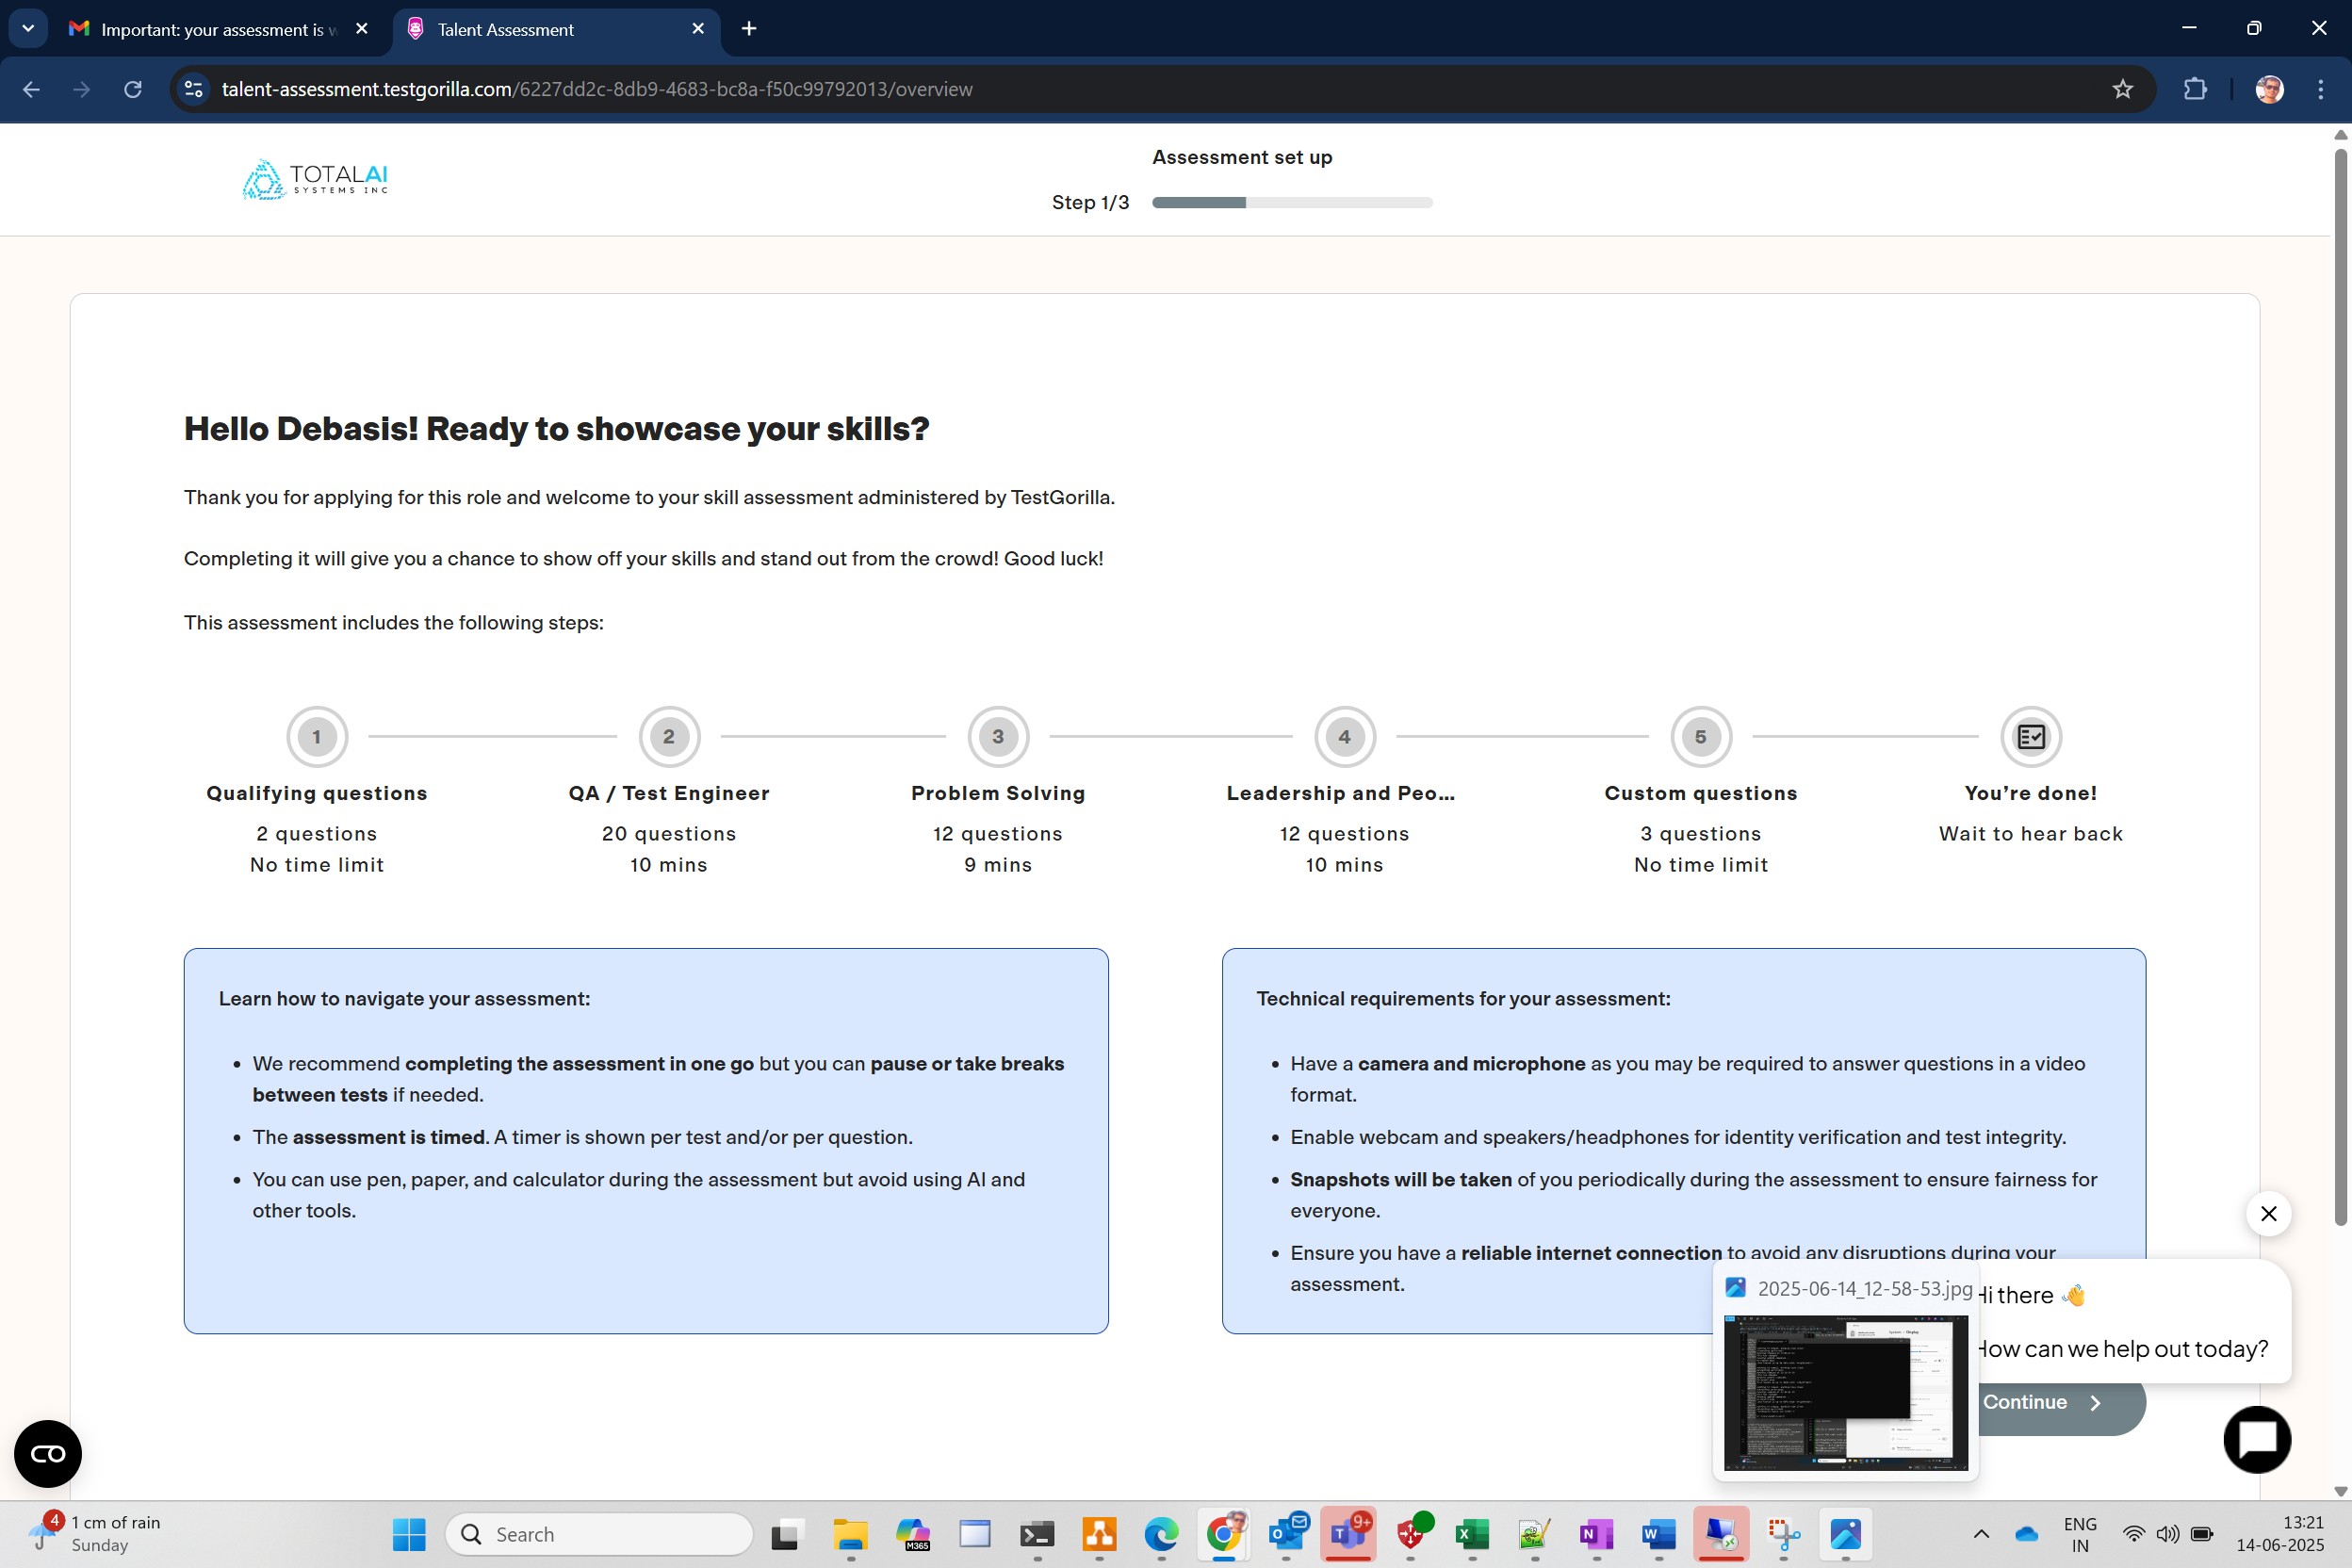 Important: your assessment is w
Talent Assessment
talent-assessment.testgorilla.com/6227dd2c-8db9-4683-bc8a-f50c99792013/overview
TOTALAI
SYSTEMS INC
Assessment set up
Step 1/3
Hello Debasis! Ready to showcase your skills?
Thank you for applying for this role and welcome to your skill assessment administered by TestGorilla.
Completing it will give you a chance to show off your skills and stand out from the crowd! Good luck!
This assessment includes the following steps:
1
Qualifying questions
2 questions
No time limit
2
QA / Test Engineer
20 questions
10 mins
3
Problem Solving
12 questions
9 mins
4
Leadership and Peo...
12 questions
10 mins
5
Custom questions
3 questions
No time limit
You're done!
Wait to hear back
Learn how to navigate your assessment:
We recommend completing the assessment in one go but you can pause or take breaks
between tests if needed.
The assessment is timed. A timer is shown per test and/or per question.
You can use pen, paper, and calculator during the assessment but avoid using AI and
other tools.
Technical requirements for your assessment:
Have a camera and microphone as you may be required to answer questions in a video
format.
Enable webcam and speakers/headphones for identity verification and test integrity.
Snapshots will be taken of you periodically during the assessment to ensure fairness for
everyone.
Ensure you have a reliable internet connection to avoid any disruptions during your
assessment.
2025-06-14_12-58-53.jpg
Hi there 👋
How can we help out today?
Continue
4
1 cm of rain
Sunday
Search
M365
9+
ENG
IN
13:21
14-06-2025